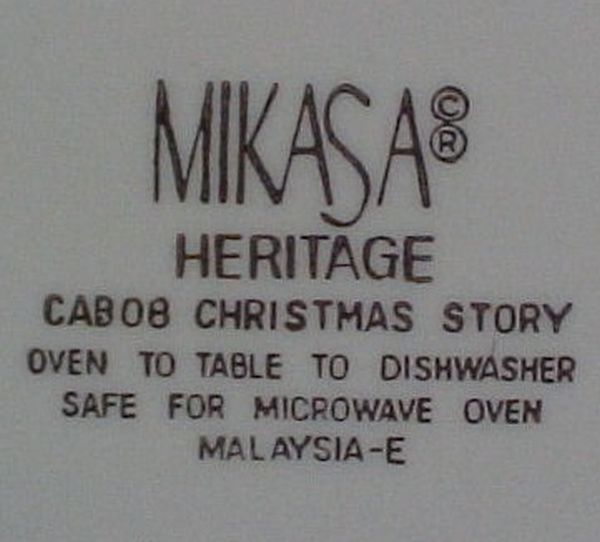 MIKASA©®
HERITAGE
CAB08 CHRISTMAS STORY
OVEN TO TABLE TO DISHWASHER
SAFE FOR MICROWAVE OVEN
MALAYSIA-E